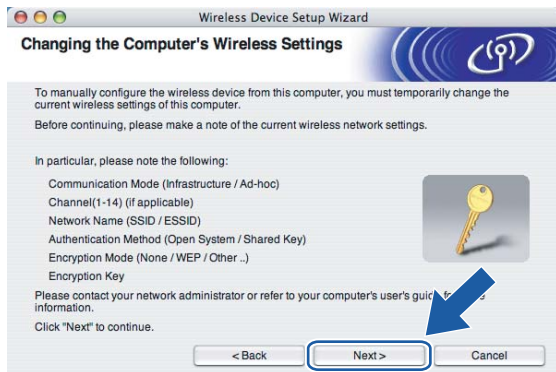 Wireless Device Setup Wizard
Changing the Computer's Wireless Settings
To manually configure the wireless device from this computer, you must temporarily change the
current wireless settings of this computer.
Before continuing, please make a note of the current wireless network settings.
In particular, please note the following:
Communication Mode (Infrastructure / Ad-hoc)
Channel(1-14) (if applicable)
Network Name (SSID / ESSID)
Authentication Method (Open System / Shared Key)
Encryption Mode (None / WEP / Other ..)
Encryption Key
Please contact your network administrator or refer to your computer's user's
information.
Click "Next" to continue.
< Back Next > Cancel